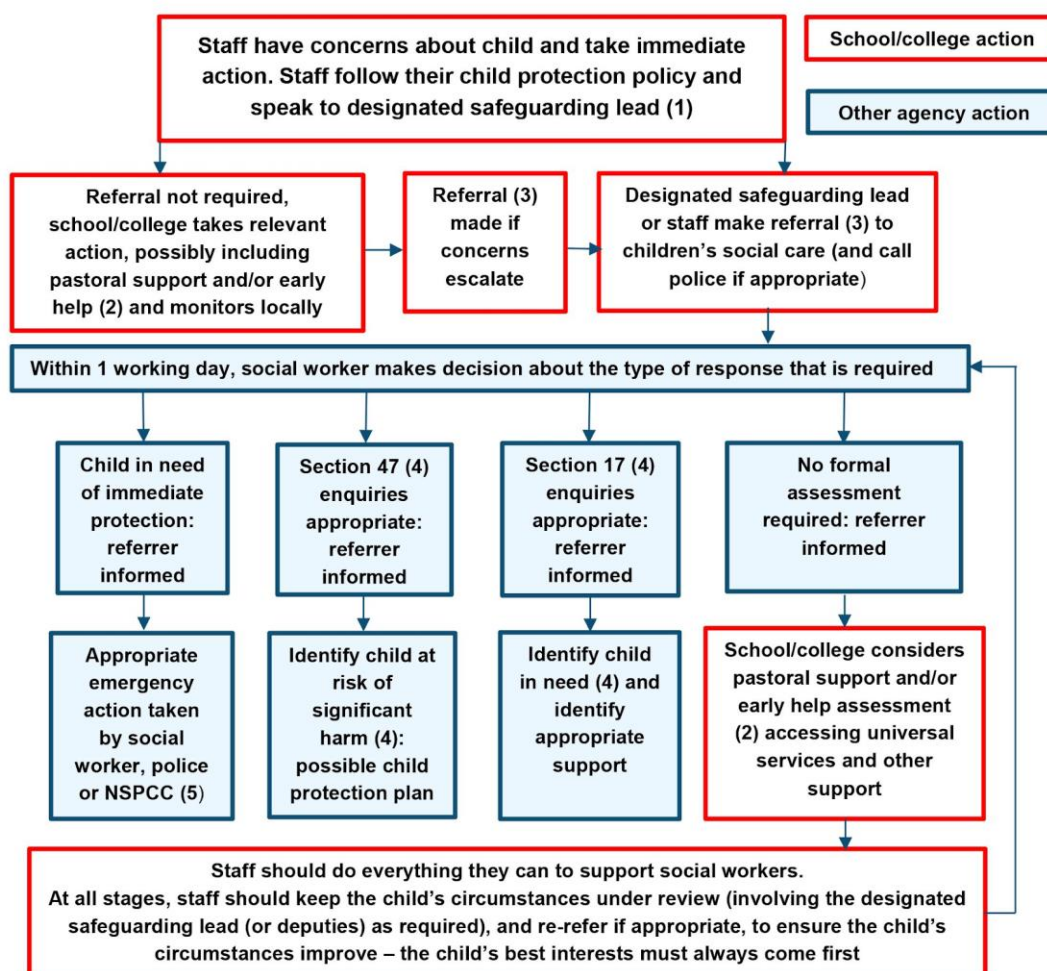 Staff have concerns about child and take immediate
action. Staff follow their child protection policy and
speak to designated safeguarding lead (1)
School/college action
Other agency action
Referral not required,
school/college takes relevant
action, possibly including
pastoral support and/or early
help (2) and monitors locally
Referral (3)
made if
concerns
escalate
Designated safeguarding lead
or staff make referral (3) to
children’s social care (and call
police if appropriate)
Within 1 working day, social worker makes decision about the type of response that is required
Child in need
of immediate
protection:
referrer
informed
Section 47 (4)
enquiries
appropriate:
referrer
informed
Section 17 (4)
enquiries
appropriate:
referrer
informed
No formal
assessment
required: referrer
informed
Appropriate
emergency
action taken
by social
worker, police
or NSPCC (5)
Identify child at
risk of
significant
harm (4):
possible child
protection plan
Identify child
in need (4) and
identify
appropriate
support
School/college considers
pastoral support and/or
early help assessment
(2) accessing universal
services and other
support
Staff should do everything they can to support social workers.
At all stages, staff should keep the child’s circumstances under review (involving the designated
safeguarding lead (or deputies) as required), and re-refer if appropriate, to ensure the child’s
circumstances improve – the child’s best interests must always come first